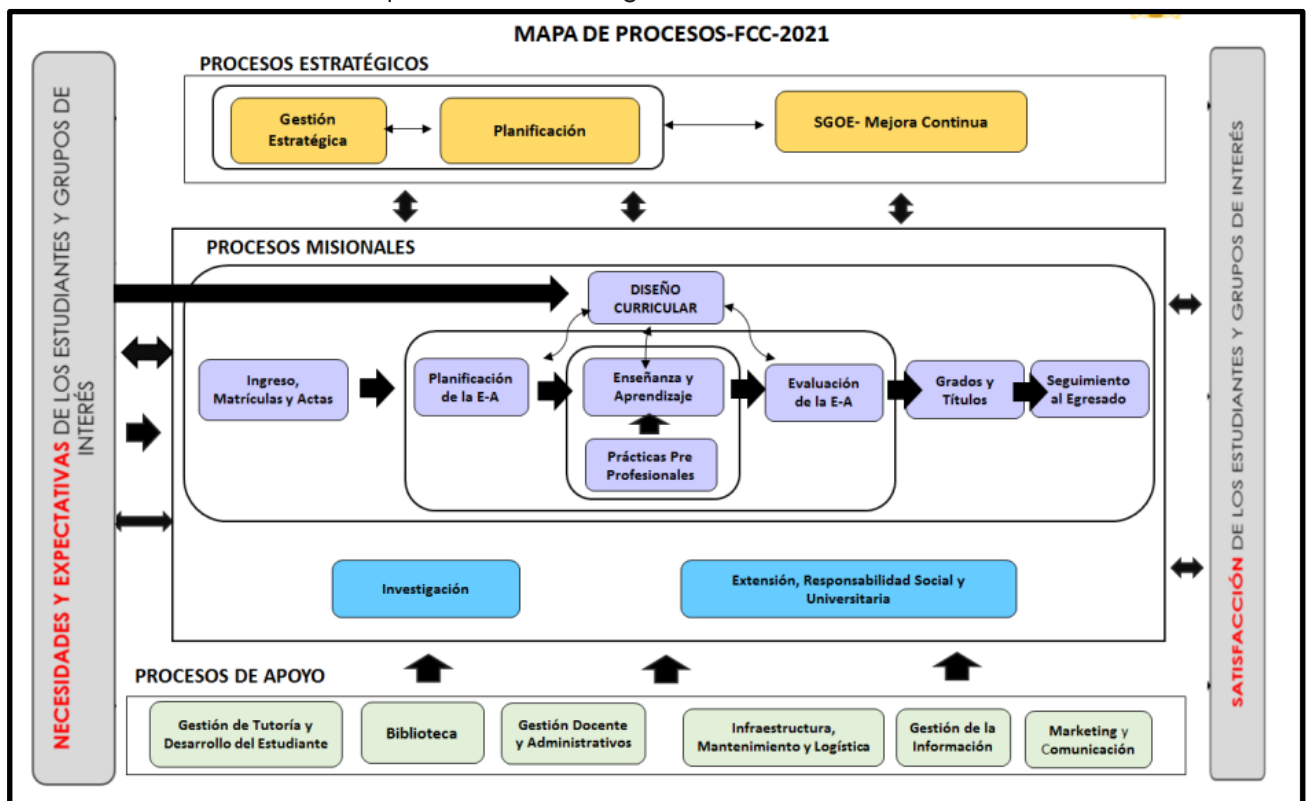 MAPA DE PROCESOS-FCC-2021
NECESIDADES Y EXPECTATIVAS DE LOS ESTUDIANTES Y GRUPOS DE
INTERÉS
PROCESOS ESTRATÉGICOS
Gestión
Estratégica
Planificación
SGOE- Mejora Continua
PROCESOS MISIONALES
DISEÑO
CURRICULAR
Ingreso,
Matrículas y Actas
Planificación
de la E-A
Enseñanza y
Aprendizaje
Prácticas Pre
Profesionales
Evaluación
de la E-A
Grados y
Títulos
Seguimiento
al Egresado
Investigación
Extensión, Responsabilidad Social y
Universitaria
PROCESOS DE APOYO
Gestión de Tutoría y
Desarrollo del Estudiante
Biblioteca
Gestión Docente
y Administrativos
Infraestructura,
Mantenimiento y Logística
Gestión de la
Información
Marketing y
Comunicación
SATISFACCIÓN DE LOS ESTUDIANTES Y GRUPOS DE INTERÉS